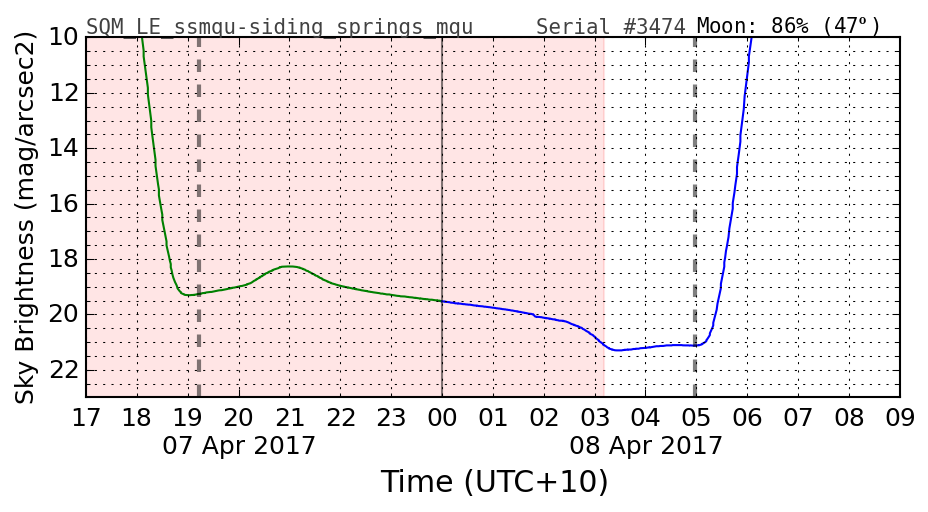 SQM_LE_ssmqu-siding_springs_mqu Serial #3474 Moon: 86% (47°)
Sky Brightness (mag/arcsec2)
10
12
14
16
18
20
22
17 18 19 20 21 22 23 00 01 02 03 04 05 06 07 08 09
07 Apr 2017 08 Apr 2017
Time (UTC+10)